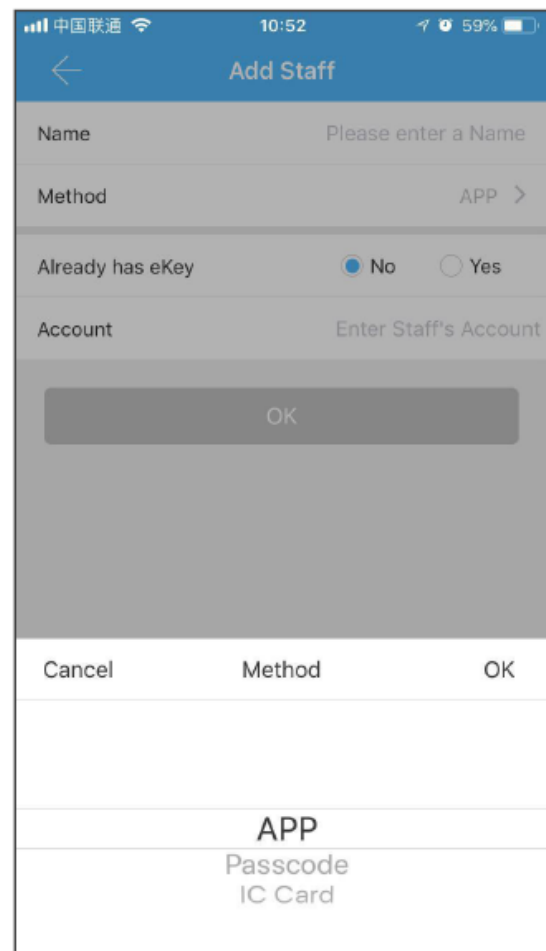 中国联通 10:52 59%
Add Staff
Name Please enter a Name
Method APP
Already has eKey No Yes
Account Enter Staff's Account
OK
Cancel Method OK
APP
Passcode
IC Card